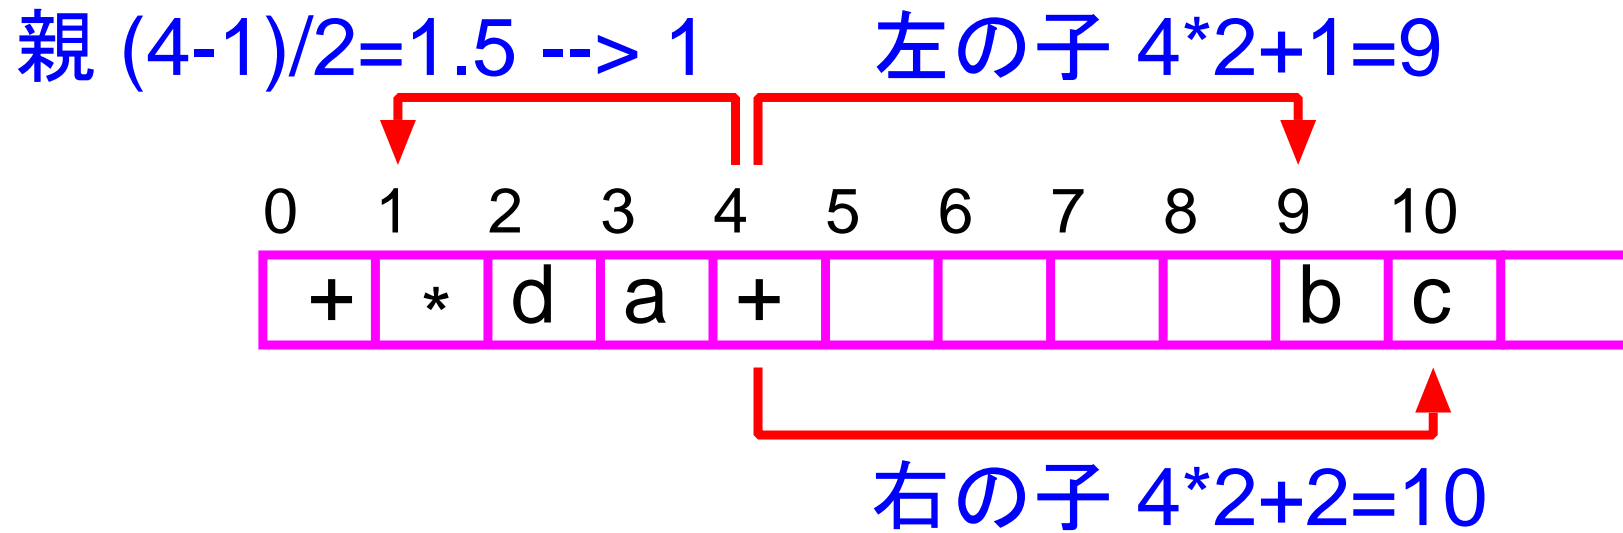 親 (4-1)/2=1.5 --> 1 左の子 4*2+1=9
0 1 2 3 4 5 6 7 8 9 10
+ * d a + b c
右の子 4*2+2=10